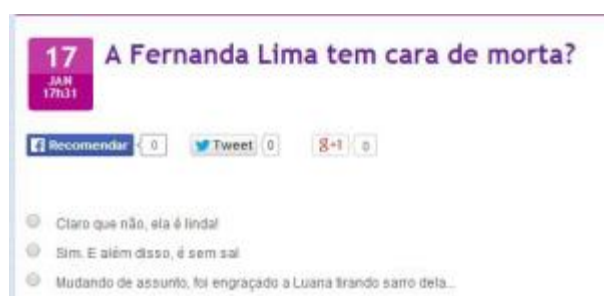 17
JAN
17h31
A Fernanda Lima tem cara de morta?
Recomendar 0
Tweet 0
g+1 0
Claro que não, ela é linda!
Sim. E além disso, é sem sal
Mudando de assunto, foi engraçado a Luana tirando sarro dela...